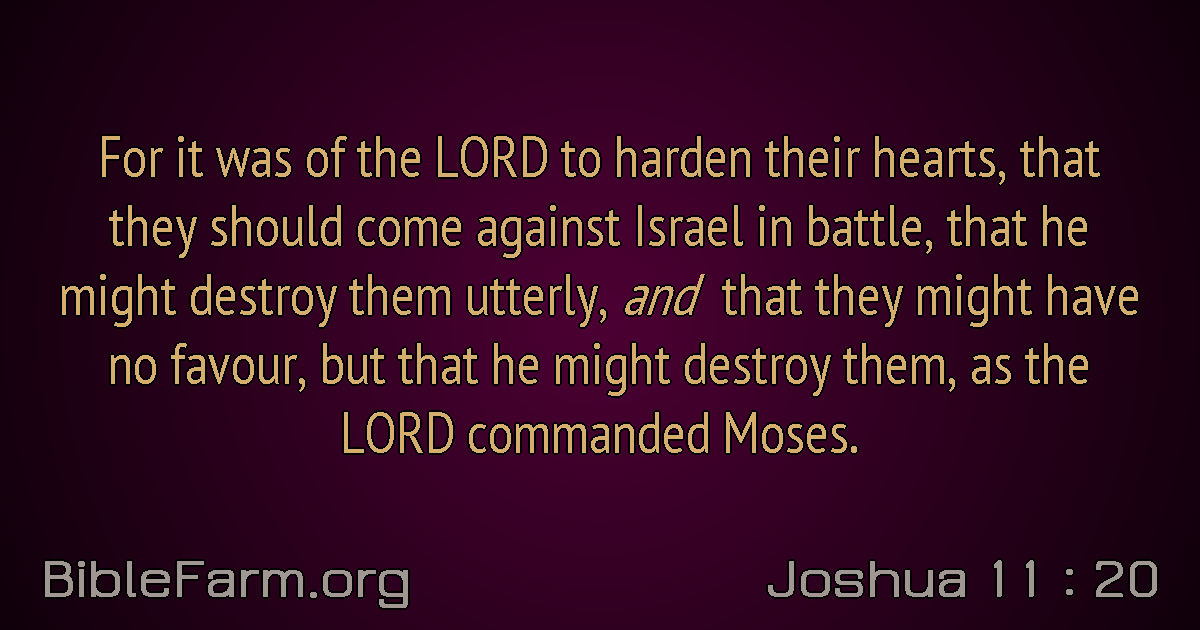 For it was of the LORD to harden their hearts, that
they should come against Israel in battle, that he
might destroy them utterly, and that they might have
no favour, but that he might destroy them, as the
LORD commanded Moses.
BibleFarm.org
Joshua 11 : 20